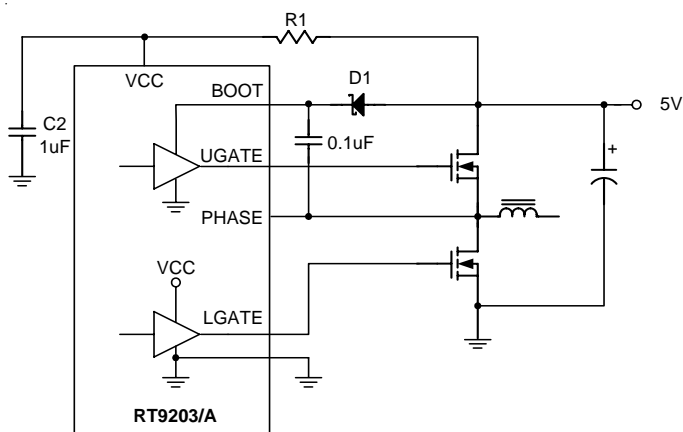 R1
VCC
BOOT
D1
5V
C2
1uF
0.1uF
+
UGATE
PHASE
VCC
LGATE
RT9203/A